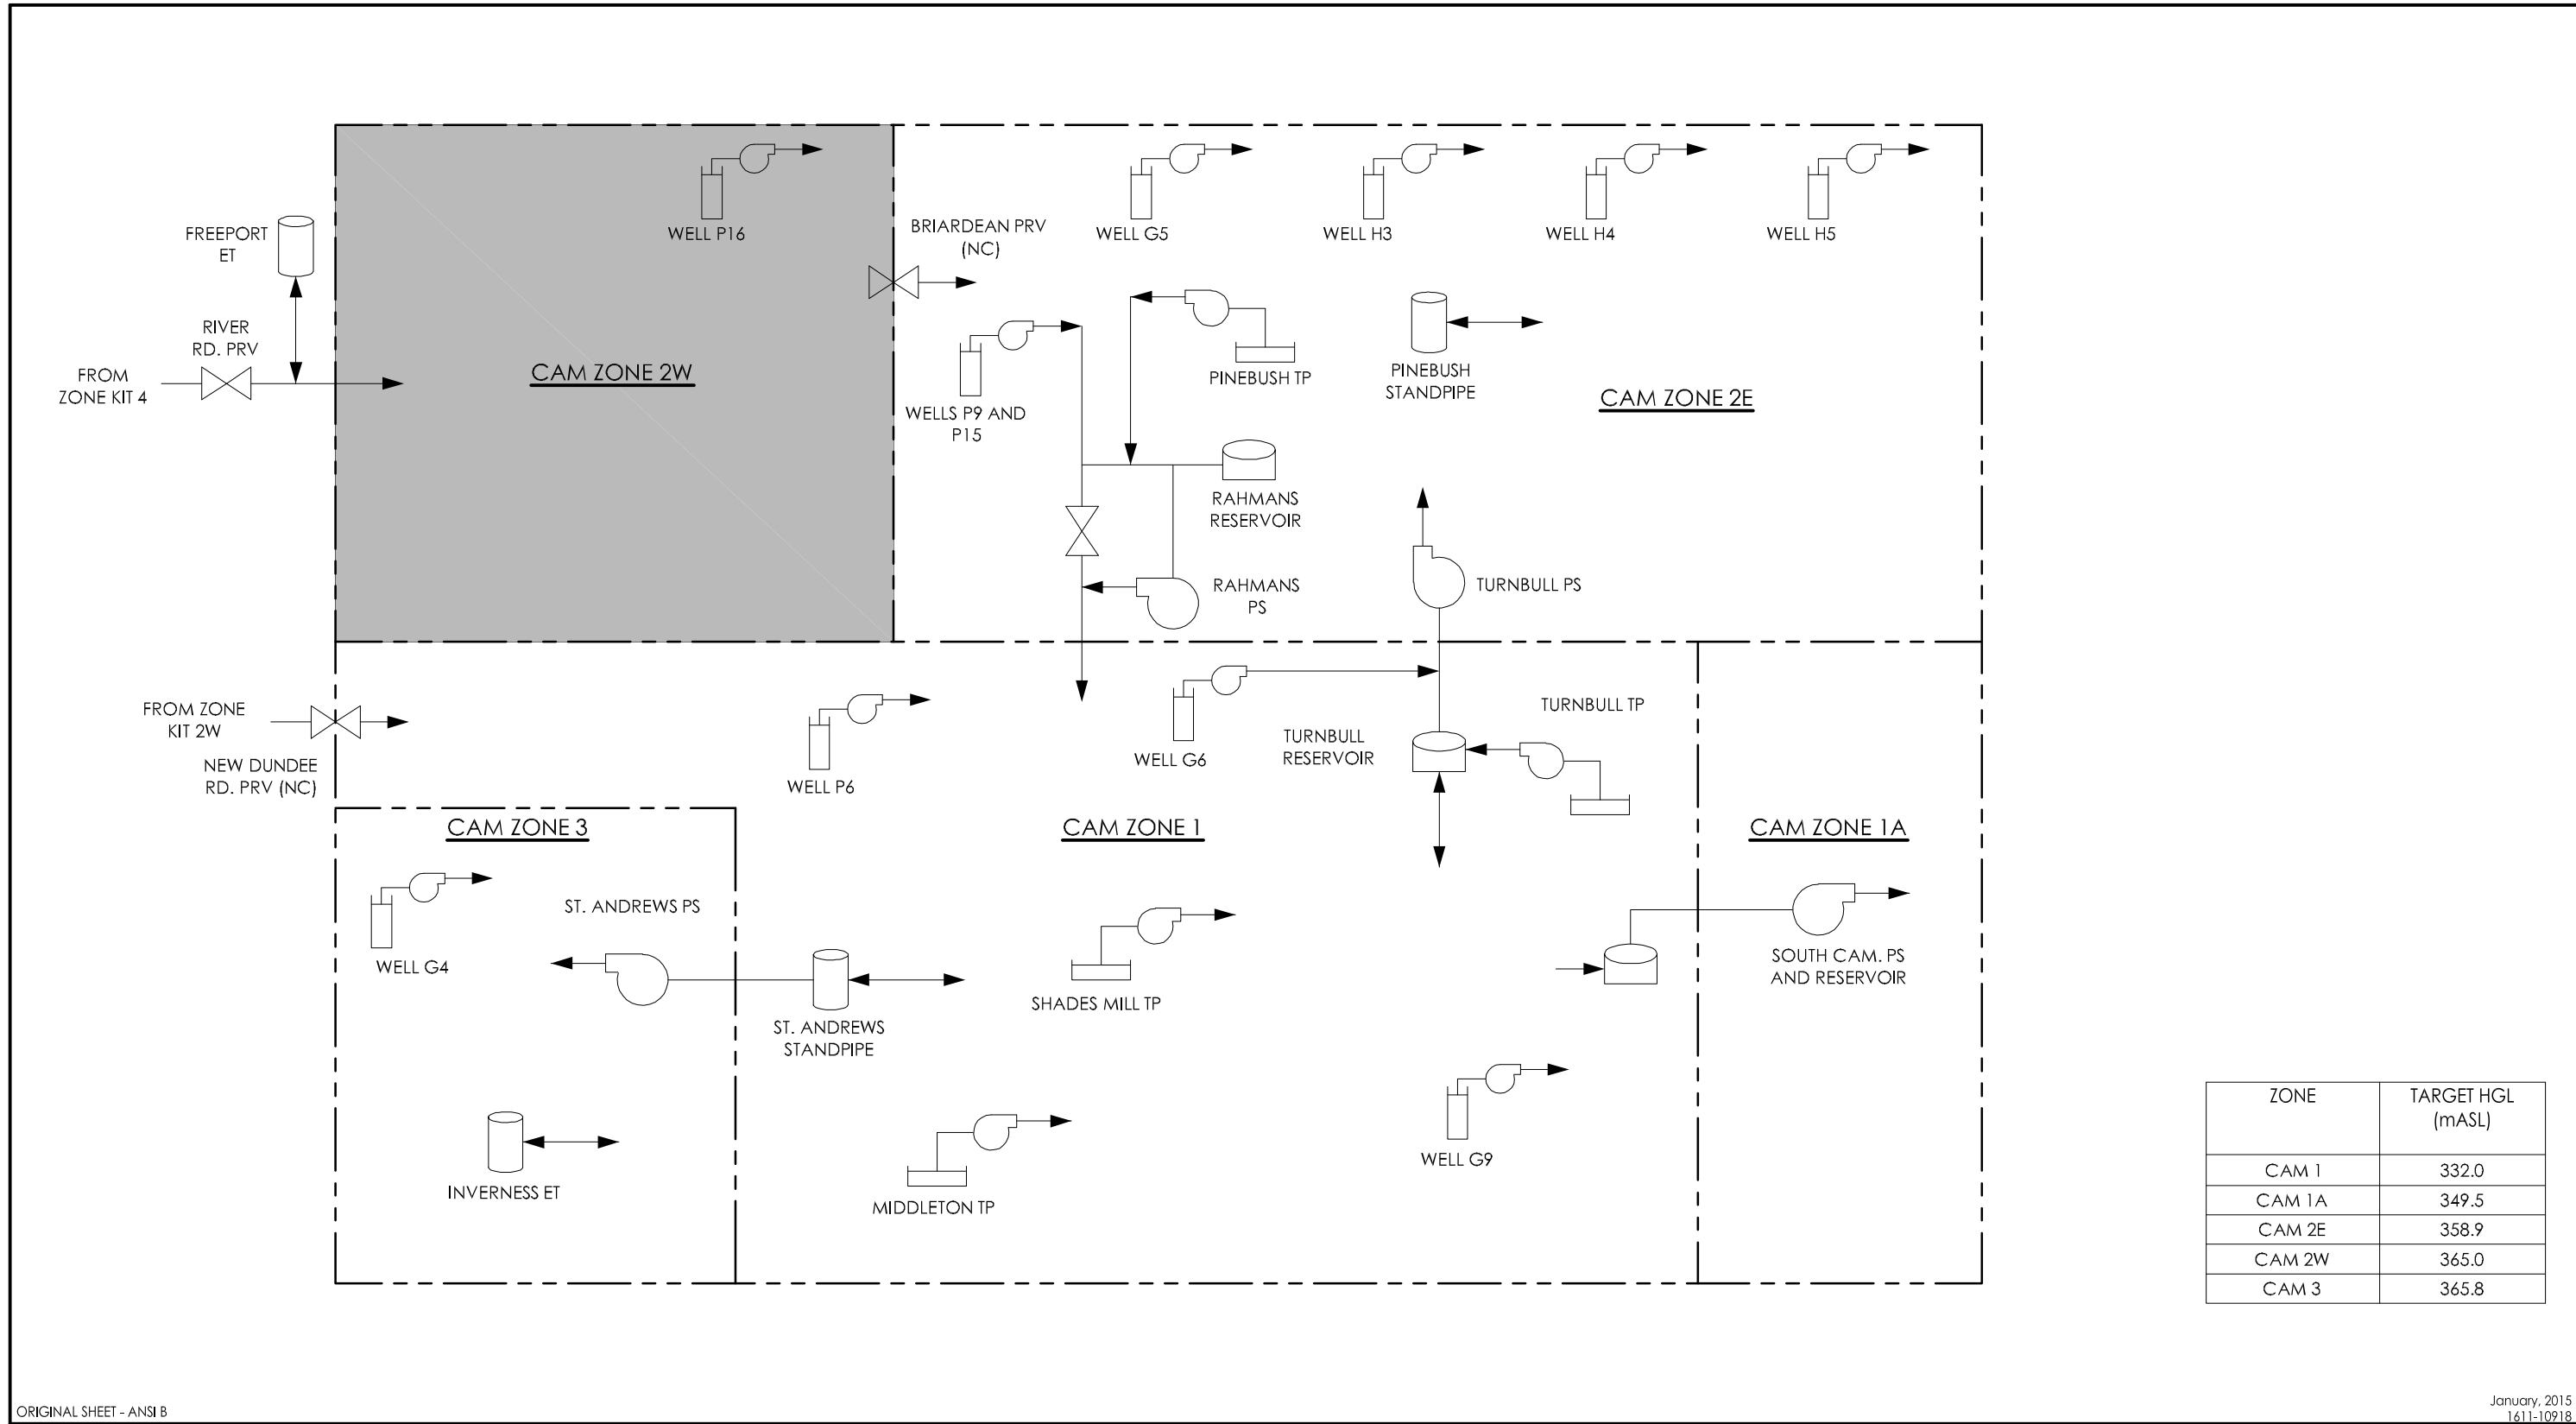 WELL P16
BRIARDEAN PRV
(NC)
WELL G5
WELL H3
WELL H4
WELL H5
FREEPORT
ET
RIVER
RD. PRV
FROM
ZONE KIT 4
CAM ZONE 2W
WELLS P9 AND
P15
PINEBUSH TP
PINEBUSH
STANDPIPE
CAM ZONE 2E
RAHMANS
RESERVOIR
RAHMANS
PS
TURNBULL PS
FROM ZONE
KIT 2W
NEW DUNDEE
RD. PRV (NC)
WELL P6
WELL G6
TURNBULL
RESERVOIR
TURNBULL TP
CAM ZONE 3
CAM ZONE 1
CAM ZONE 1A
WELL G4
ST. ANDREWS PS
ST. ANDREWS
STANDPIPE
SHADES MILL TP
SOUTH CAM. PS
AND RESERVOIR
INVERNESS ET
MIDDLETON TP
WELL G9
ZONE TARGET HGL
(mASL)
CAM 1 332.0
CAM 1A 349.5
CAM 2E 358.9
CAM 2W 365.0
CAM 3 365.8
ORIGINAL SHEET - ANSI B
January, 2015
1611-10918